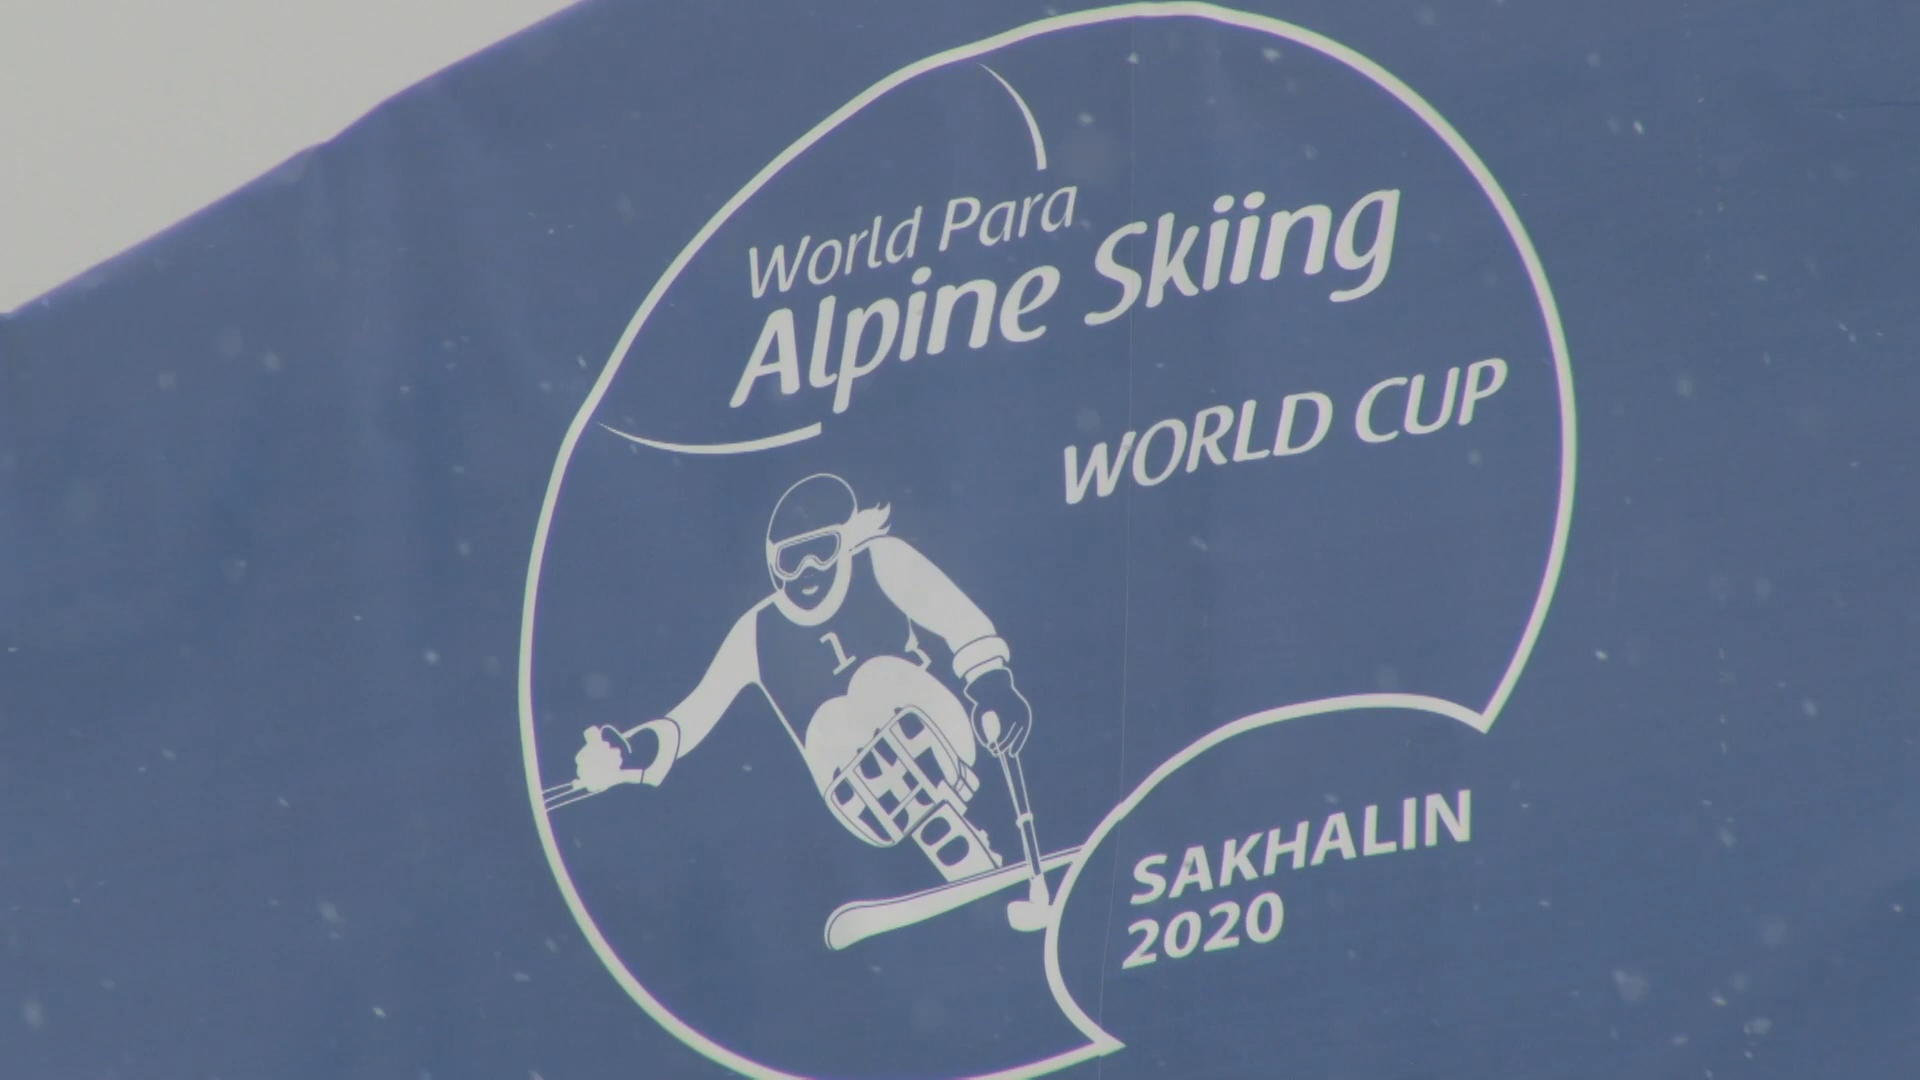 World Para
Alpine Skiing
WORLD CUP
1
SAKHALIN
2020